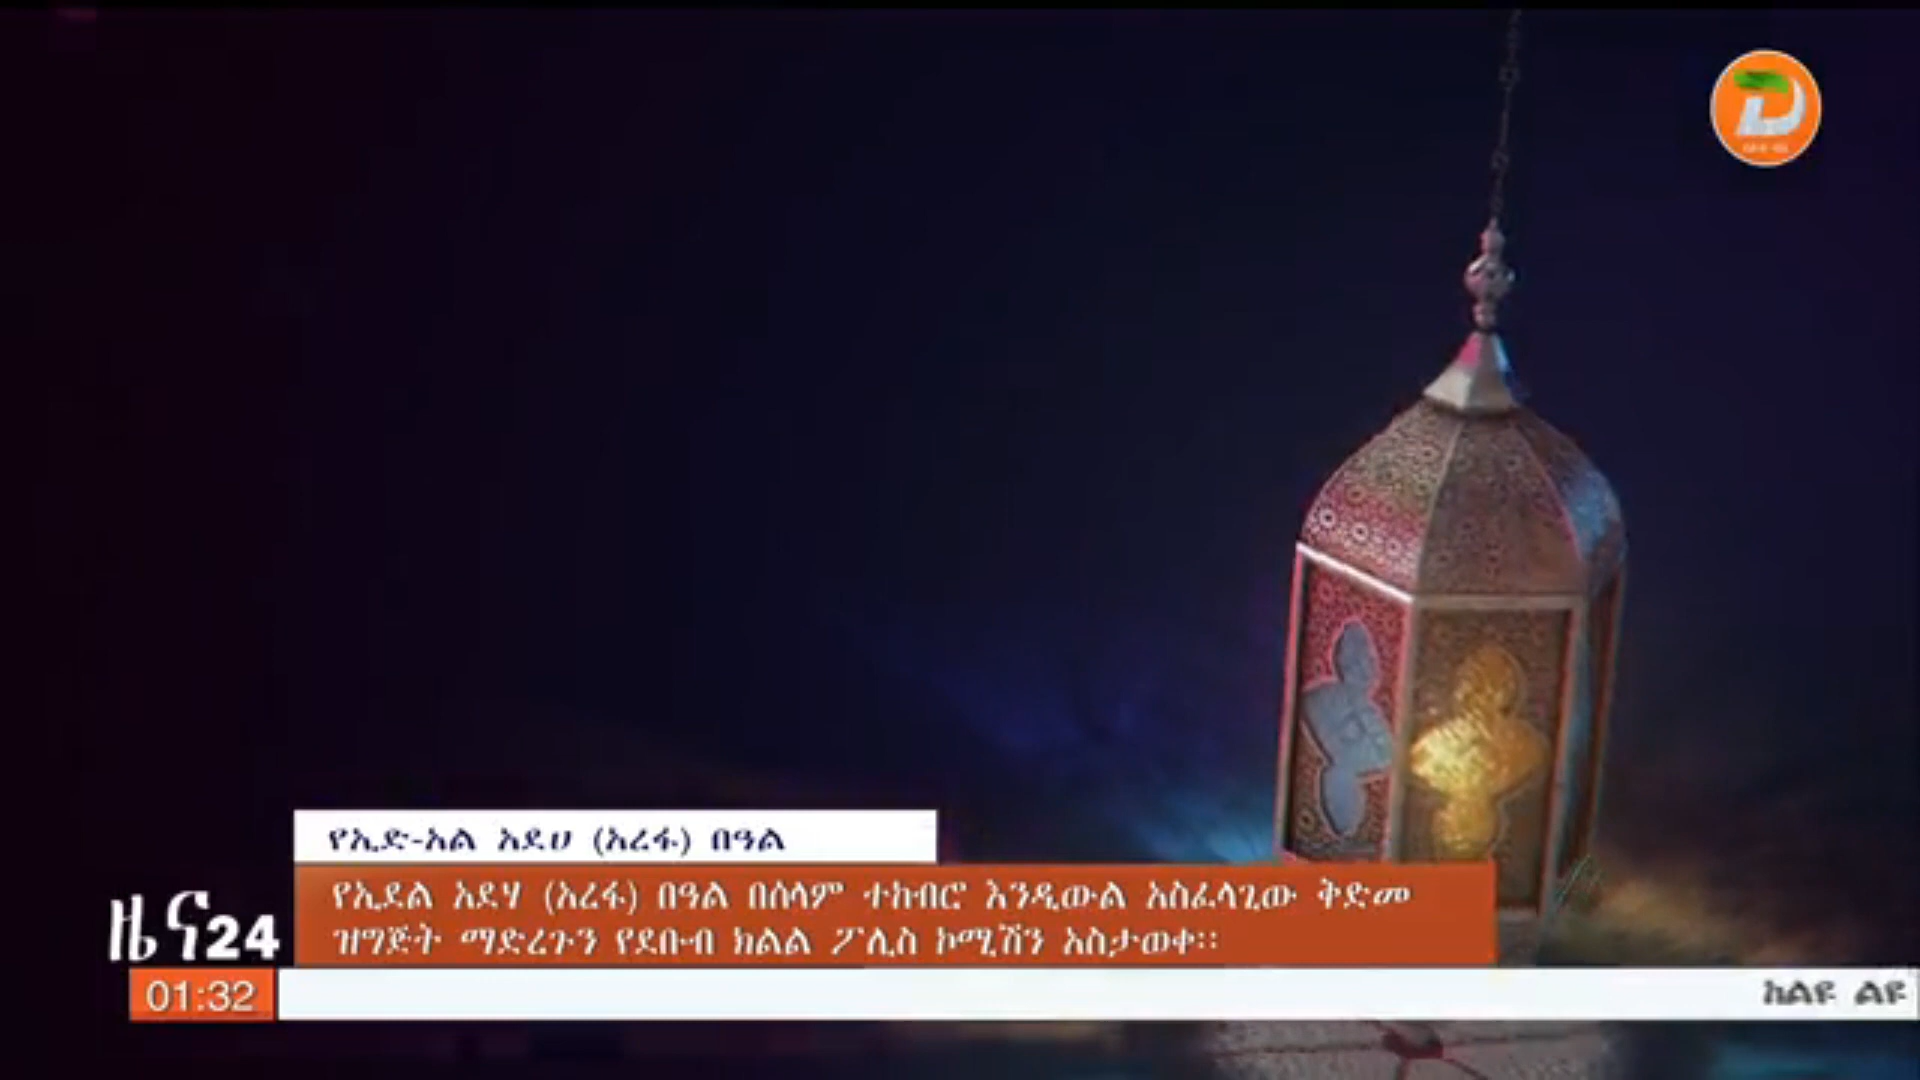 የኢድ-አል አደሀ (አረፋ) በዓል
የኢደል አደሃ (አረፋ) በዓል በሰላም ተከብሮ እንዲውል አስፈላጊው ቅድመ
ዝግጅት ማድረጉን የደቡብ ክልል ፖሊስ ኮሚሽን አስታወቀ፡፡
ዜና24
01:32
ከልዩ ልዩ